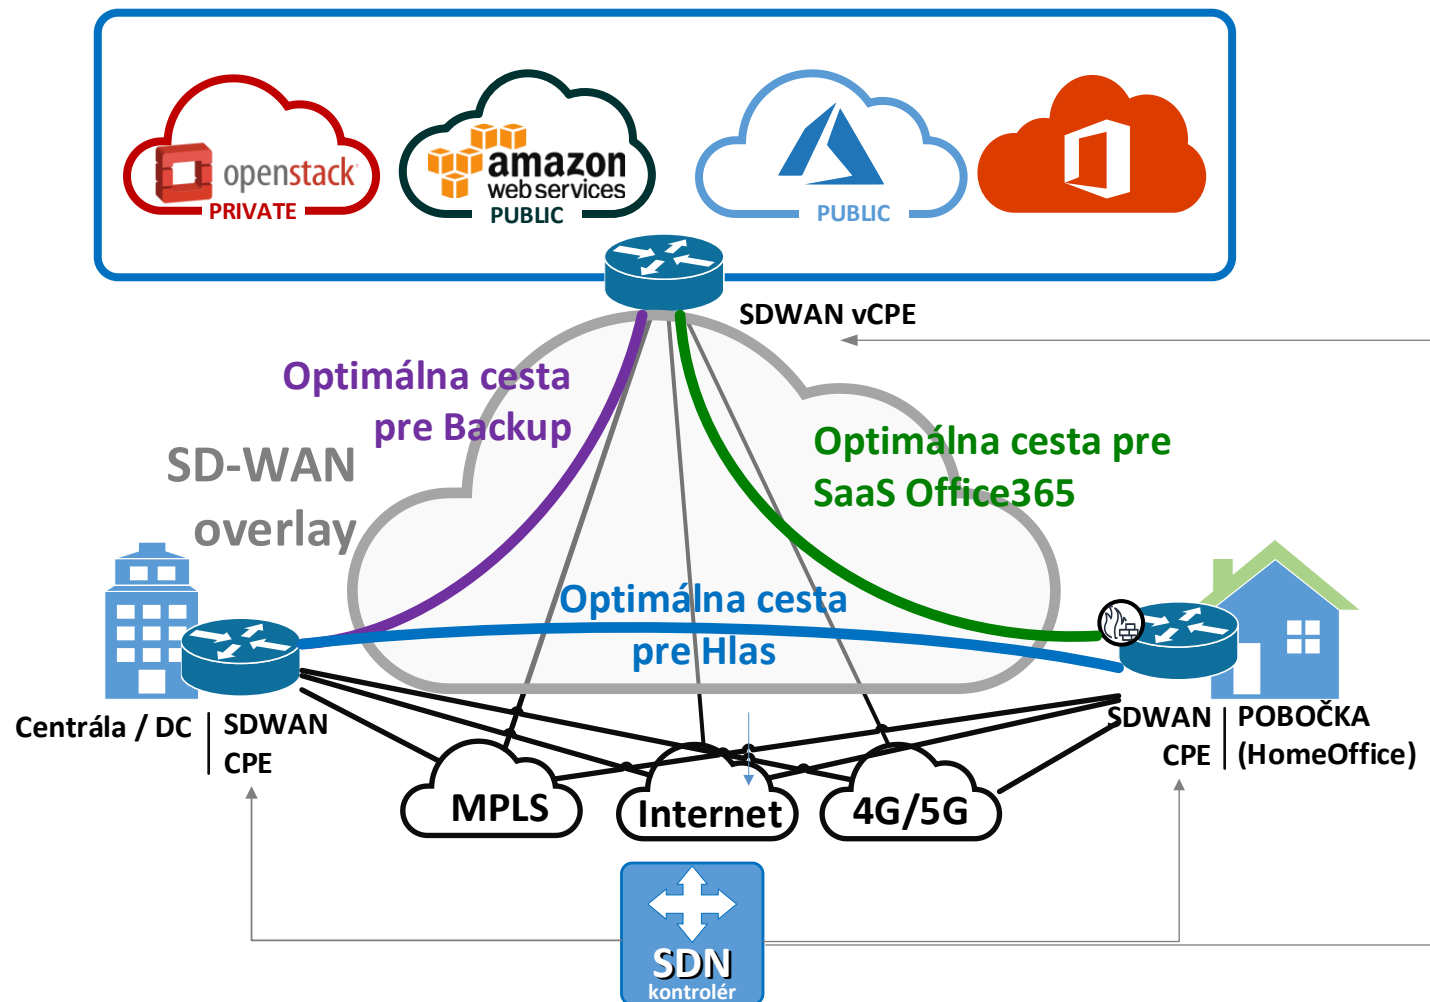 openstack
PRIVATE
amazon
web services
PUBLIC
PUBLIC
SDWAN vCPE
Optimálna cesta
pre Backup
SD-WAN
overlay
Optimálna cesta pre
SaaS Office365
Optimálna cesta
pre Hlas
Centrála / DC
SDWAN
CPE
SDWAN
CPE
POBOČKA
(HomeOffice)
MPLS
Internet
4G/5G
SDN
kontrolér